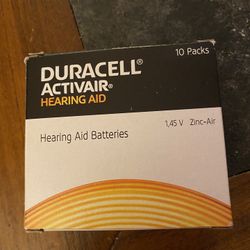 10 Packs
DURACELL®
ACTIVAIR®
HEARING AID
1,45 V Zinc-Air
Hearing Aid Batteries